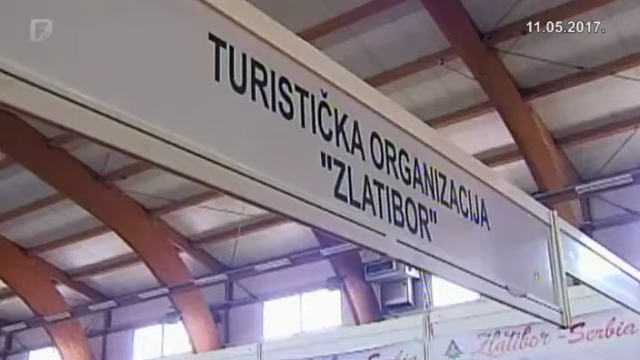 11.05.2017.
TURISTIČKA ORGANIZACIJA
"ZLATIBOR"
Zlatibor - Serbia